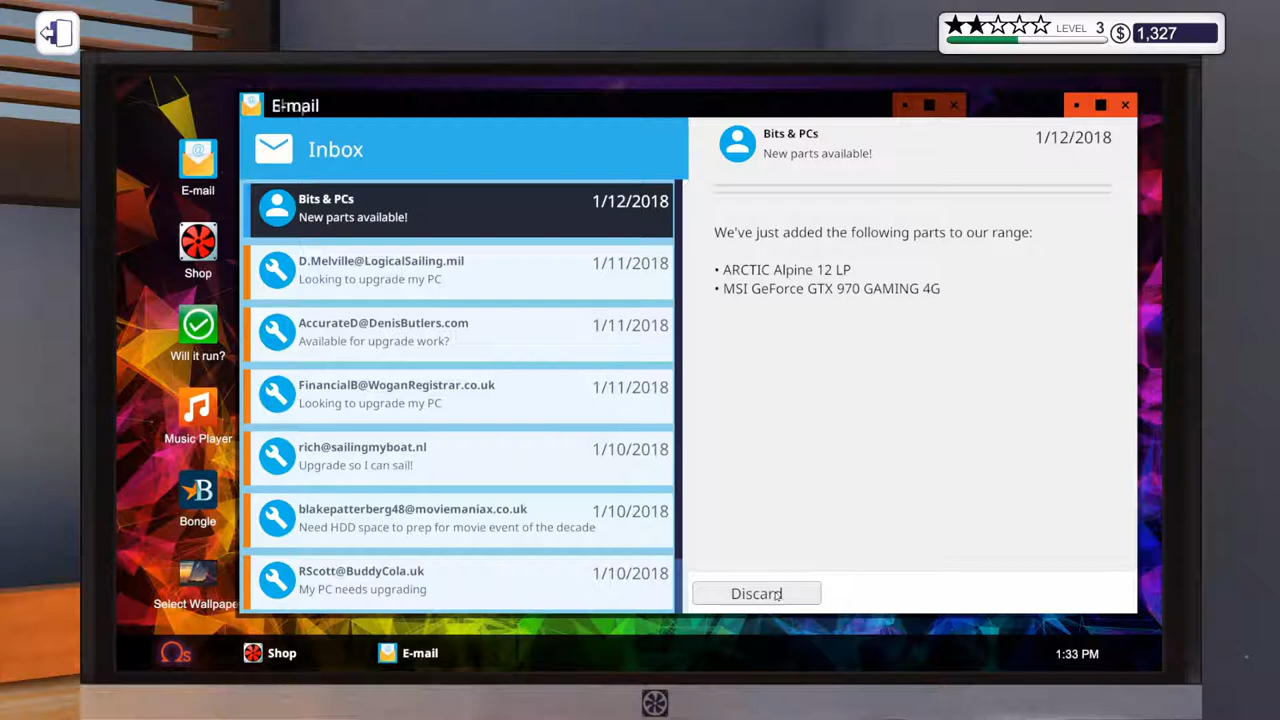 LEVEL 3
$ 1,327
E-mail
Inbox
Bits & PCs 1/12/2018
New parts available!
D.Melville@LogicalSailing.mil 1/11/2018
Looking to upgrade my PC
AccurateD@DenisButlers.com 1/11/2018
Available for upgrade work?
FinancialB@WoganRegistrar.co.uk 1/11/2018
Looking to upgrade my PC
rich@sailingmyboat.nl 1/10/2018
Upgrade so I can sail!
blakepatterberg48@moviemaniax.co.uk 1/10/2018
Need HDD space to prep for movie event of the decade
RScott@BuddyCola.uk 1/10/2018
My PC needs upgrading
Bits & PCs 1/12/2018
New parts available!
We've just added the following parts to our range:
• ARCTIC Alpine 12 LP
• MSI GeForce GTX 970 GAMING 4G
Discard
E-mail
Shop
Will it run?
Music Player
B
Bongle
Select Wallpape
Ωs
Shop
E-mail
1:33 PM